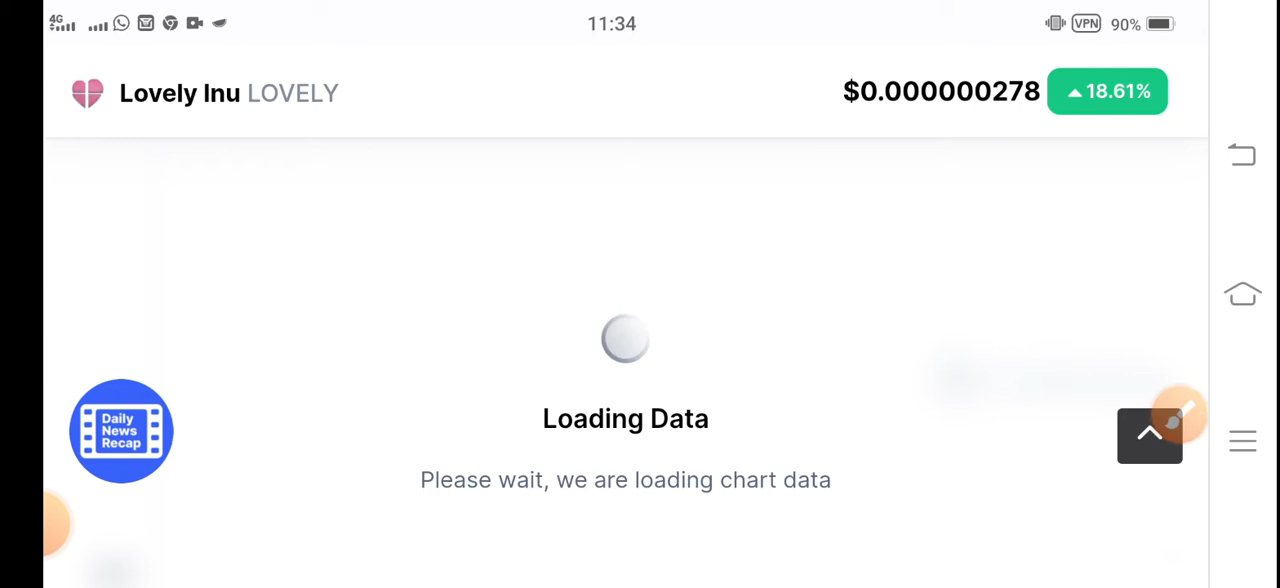 4G 11:34 VPN 90%
Lovely Inu LOVELY $0.000000278 18.61%
Loading Data
Daily
News
Recap
Please wait, we are loading chart data